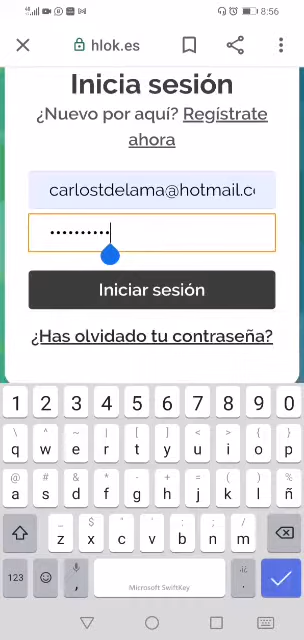 8:56
hlok.es
Inicia sesión
¿Nuevo por aquí? Regístrate
ahora
carlostdelama@hotmail.c
••••••••••
Iniciar sesión
¿Has olvidado tu contraseña?
1 2 3 4 5 6 7 8 9 0
\ ^ ~ | [ ] < > { }
q w e r t y u i o p
@ # & * - + = ( ) %
a s d f g h j k l ñ
_ $ " ' : ; /
z x c v b n m
123 , Microsoft SwiftKey .